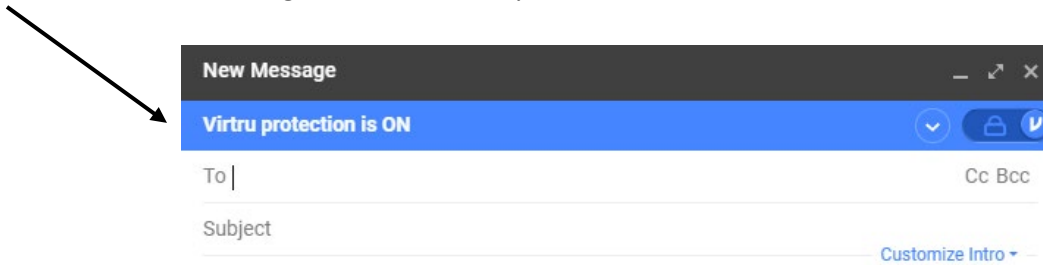 New Message
Virtru protection is ON
To Cc Bcc
Subject
Customize Intro